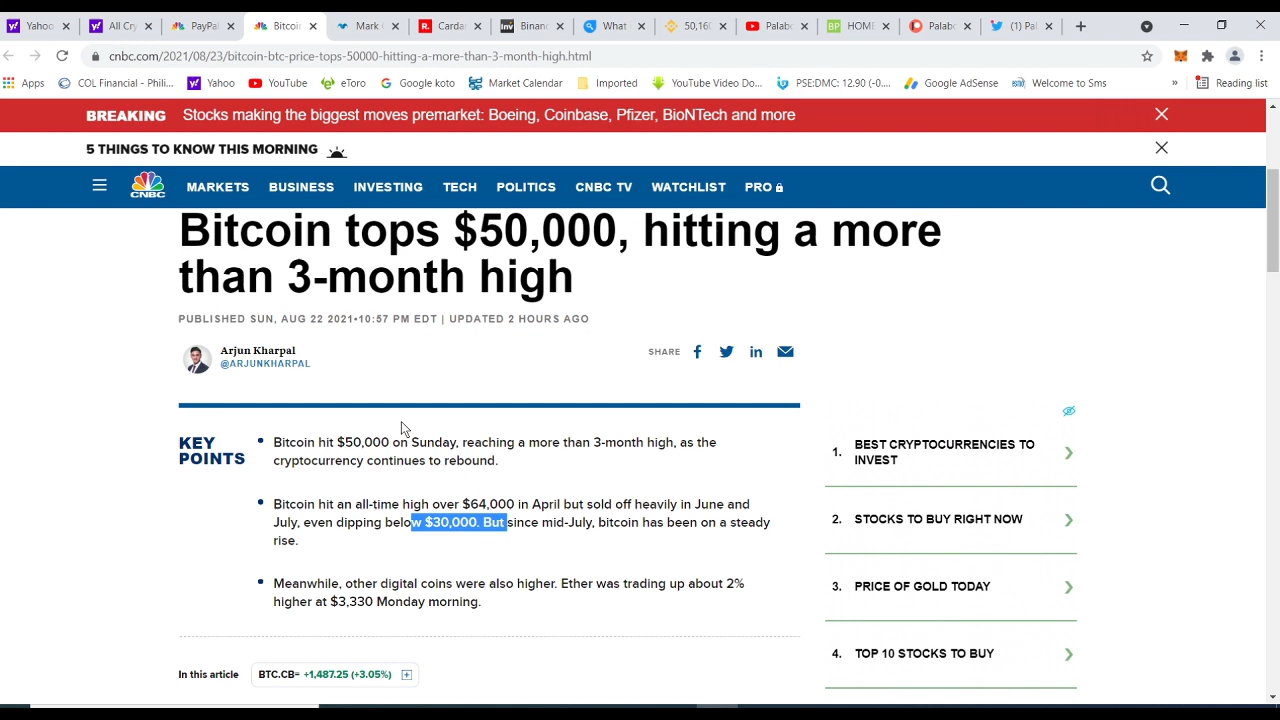 Yahoo
All Cry
PayPal
Bitcoin
Mark C
Cardan
Binanc
What
50,19
Palabo
HOME
Palabo
(1) Pal
cnbc.com/2021/08/23/bitcoin-btc-price-tops-50000-hitting-a-more-than-3-month-high.html
Apps
COL Financial - Phili...
Yahoo
YouTube
eToro
Google koto
Market Calendar
Imported
YouTube Video Do...
PSE:DMC: 12.90 (-0....
Google AdSense
Welcome to Sms
»
Reading list
BREAKING Stocks making the biggest moves premarket: Boeing, Coinbase, Pfizer, BioNTech and more
5 THINGS TO KNOW THIS MORNING
CNBC
MARKETS BUSINESS INVESTING TECH POLITICS CNBC TV WATCHLIST PRO
Bitcoin tops $50,000, hitting a more
than 3-month high
PUBLISHED SUN, AUG 22 2021•10:57 PM EDT | UPDATED 2 HOURS AGO
Arjun Kharpal
@ARJUNKHARPAL
SHARE
KEY
POINTS
Bitcoin hit $50,000 on Sunday, reaching a more than 3-month high, as the
cryptocurrency continues to rebound.
Bitcoin hit an all-time high over $64,000 in April but sold off heavily in June and
July, even dipping below $30,000. But since mid-July, bitcoin has been on a steady
rise.
Meanwhile, other digital coins were also higher. Ether was trading up about 2%
higher at $3,330 Monday morning.
In this article
BTC.CB= +1,487.25 (+3.05%)
1. BEST CRYPTOCURRENCIES TO
INVEST
2. STOCKS TO BUY RIGHT NOW
3. PRICE OF GOLD TODAY
4. TOP 10 STOCKS TO BUY